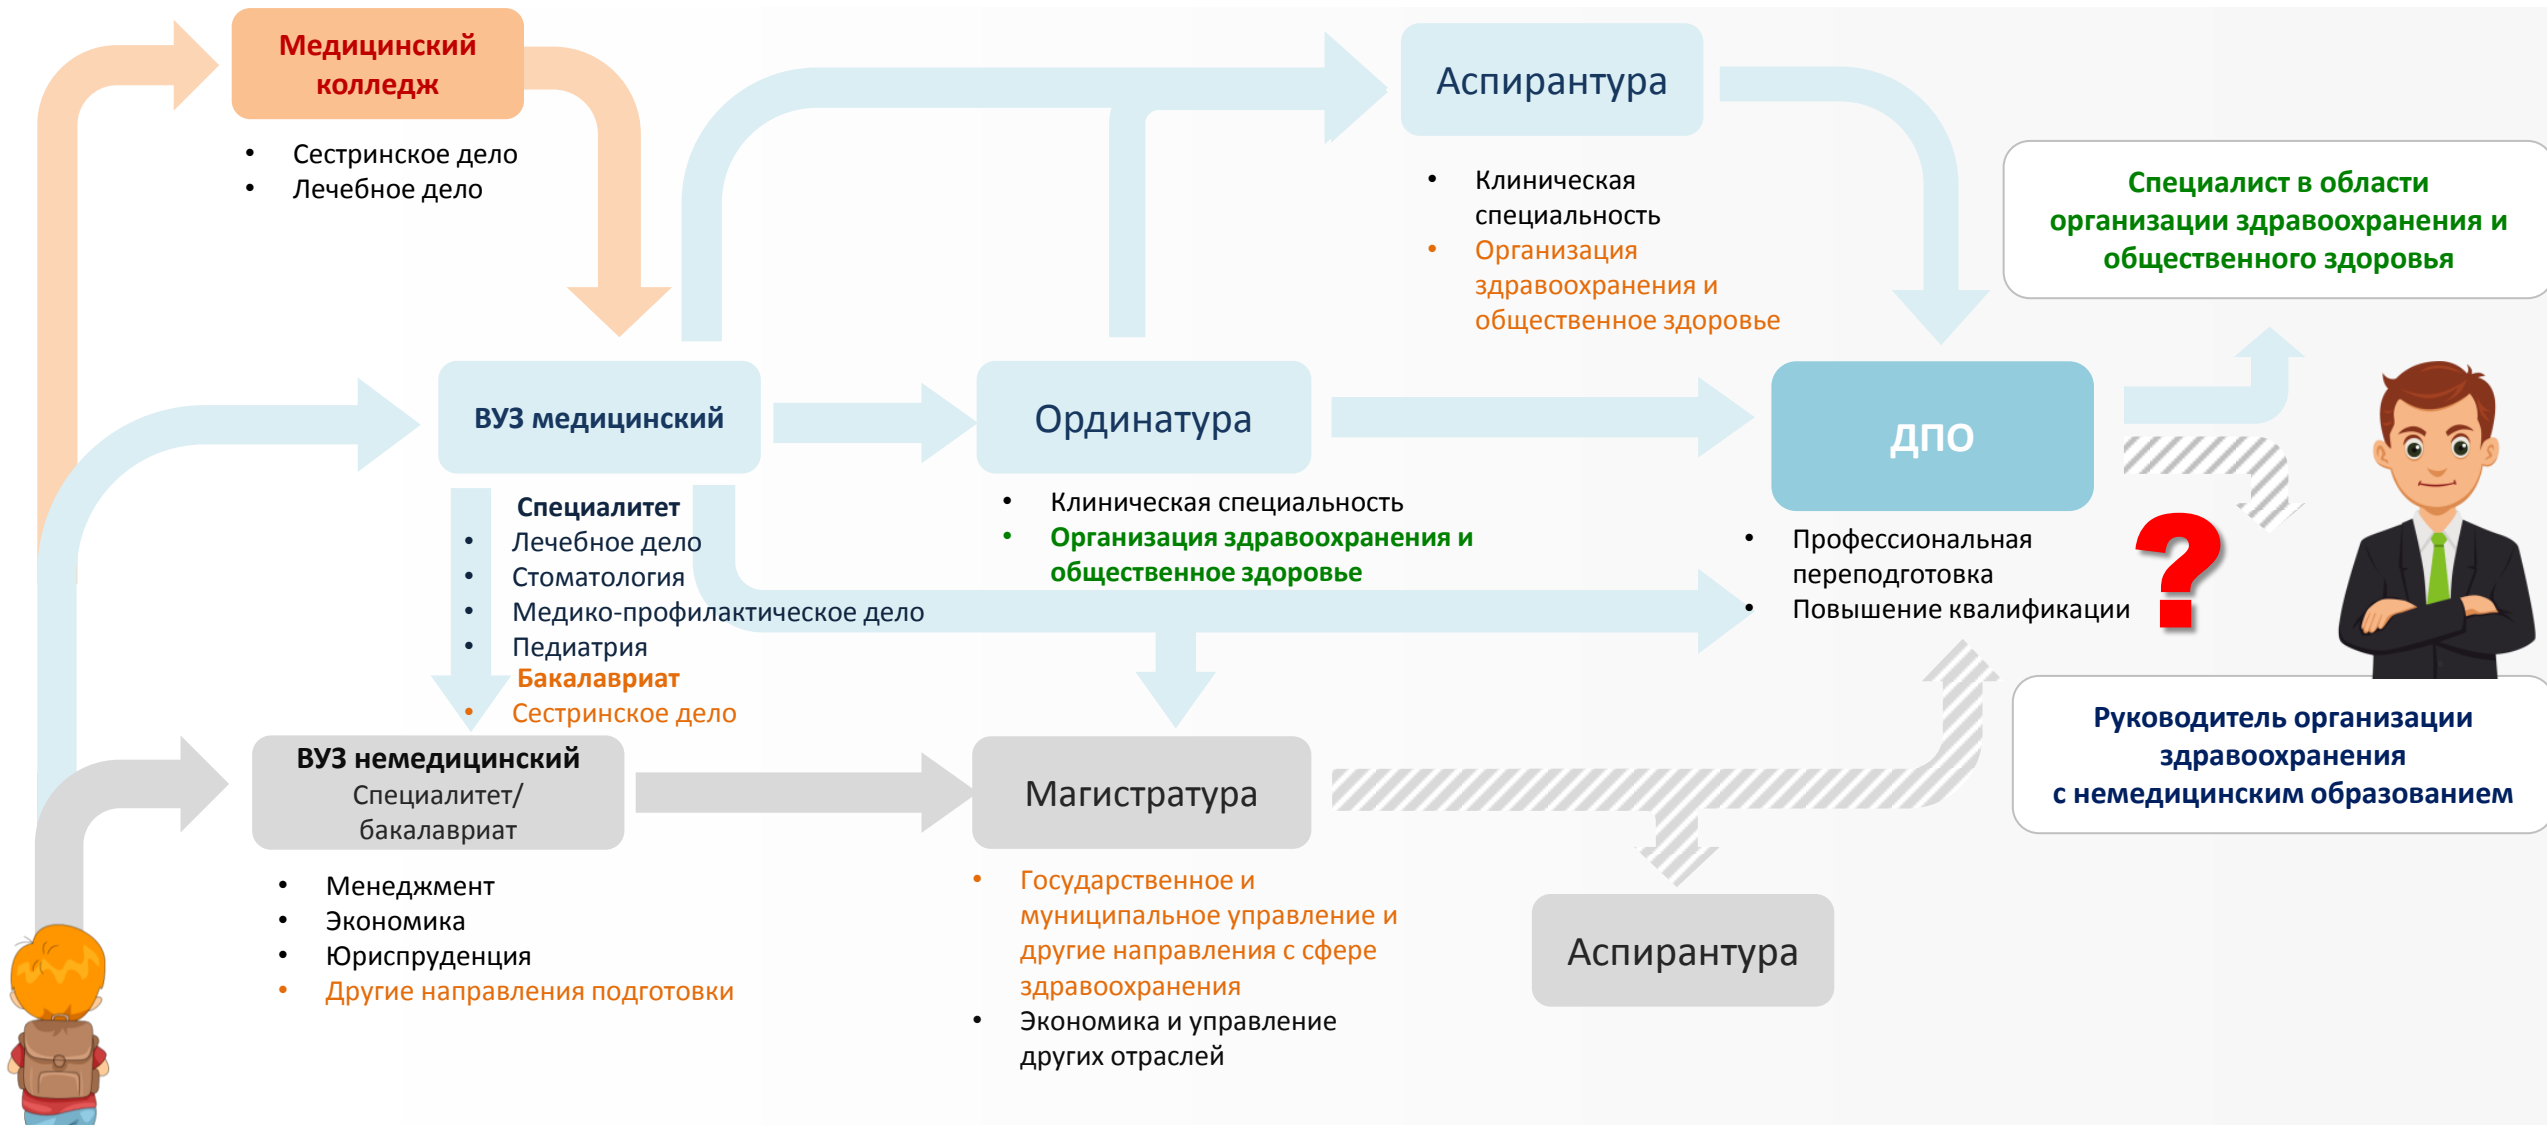 Медицинский
колледж
• Сестринское дело
• Лечебное дело
Аспирантура
• Клиническая
специальность
• Организация
здравоохранения и
общественное здоровье
Специалист в области
организации здравоохранения и
общественного здоровья
ВУЗ медицинский
Специалитет
• Лечебное дело
• Стоматология
• Медико-профилактическое дело
• Педиатрия
Бакалавриат
• Сестринское дело
Ординатура
• Клиническая специальность
• Организация здравоохранения и
общественное здоровье
ДПО
• Профессиональная
переподготовка
• Повышение квалификации
?
ВУЗ немедицинский
Специалитет/
бакалавриат
• Менеджмент
• Экономика
• Юриспруденция
• Другие направления подготовки
Магистратура
• Государственное и
муниципальное управление и
другие направления с сфере
здравоохранения
• Экономика и управление
других отраслей
Аспирантура
Руководитель организации
здравоохранения
с немедицинским образованием